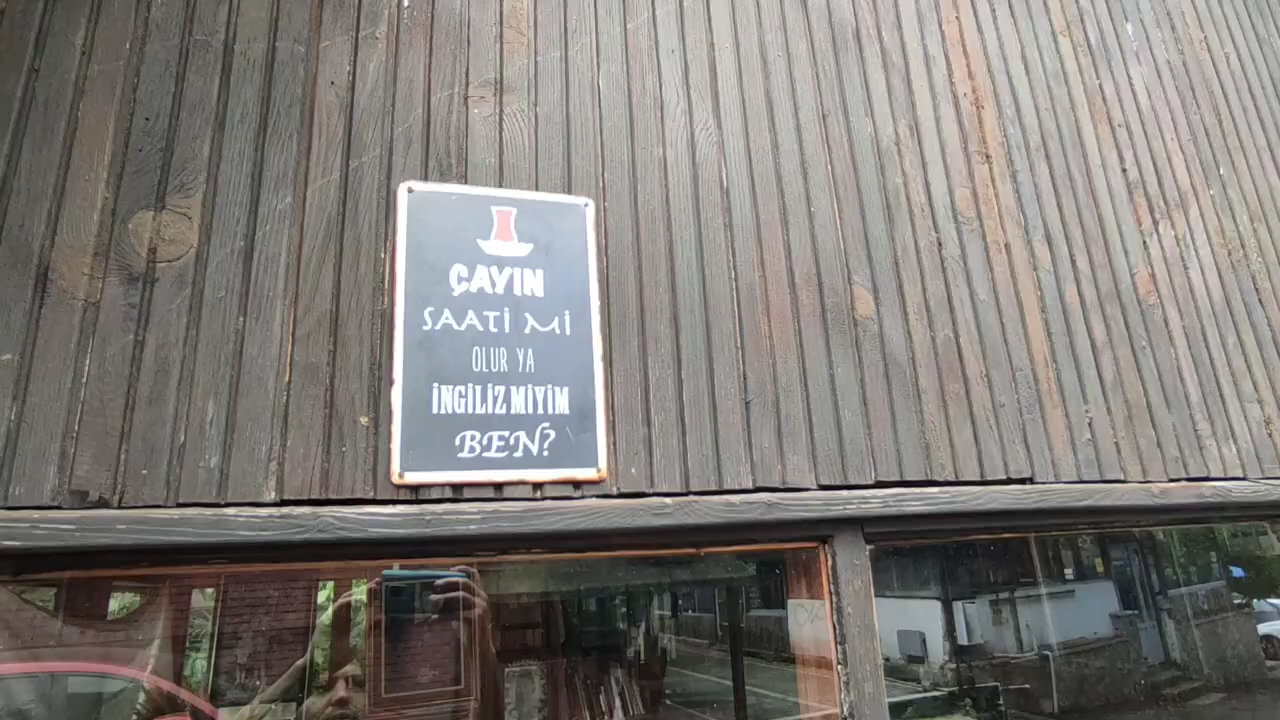 ÇAYIN
SAATİ Mİ
OLUR YA
İNGİLİZ MİYİM
BEN?